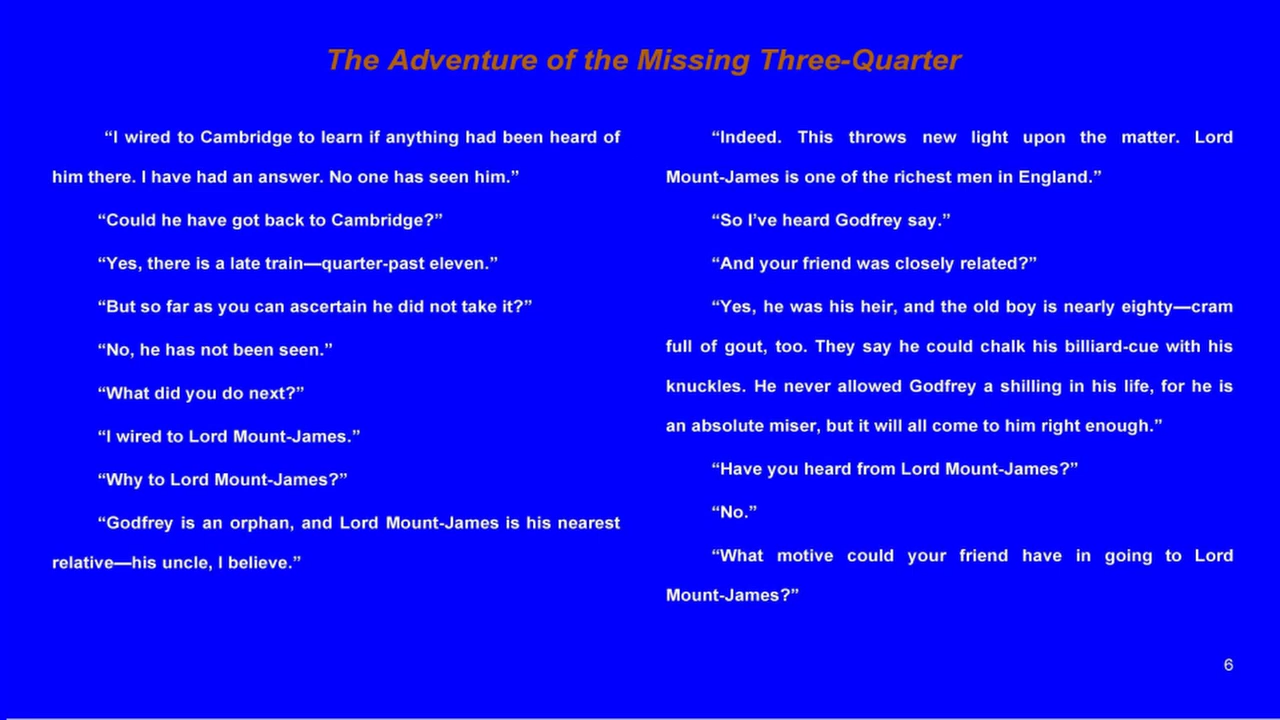 The Adventure of the Missing Three-Quarter
“I wired to Cambridge to learn if anything had been heard of
him there. I have had an answer. No one has seen him.”
“Could he have got back to Cambridge?”
“Yes, there is a late train—quarter-past eleven.”
“But so far as you can ascertain he did not take it?”
“No, he has not been seen.”
“What did you do next?”
“I wired to Lord Mount-James.”
“Why to Lord Mount-James?”
“Godfrey is an orphan, and Lord Mount-James is his nearest
relative—his uncle, I believe.”
“Indeed. This throws new light upon the matter. Lord
Mount-James is one of the richest men in England.”
“So I’ve heard Godfrey say.”
“And your friend was closely related?”
“Yes, he was his heir, and the old boy is nearly eighty—cram
full of gout, too. They say he could chalk his billiard-cue with his
knuckles. He never allowed Godfrey a shilling in his life, for he is
an absolute miser, but it will all come to him right enough.”
“Have you heard from Lord Mount-James?”
“No.”
“What motive could your friend have in going to Lord
Mount-James?”
6